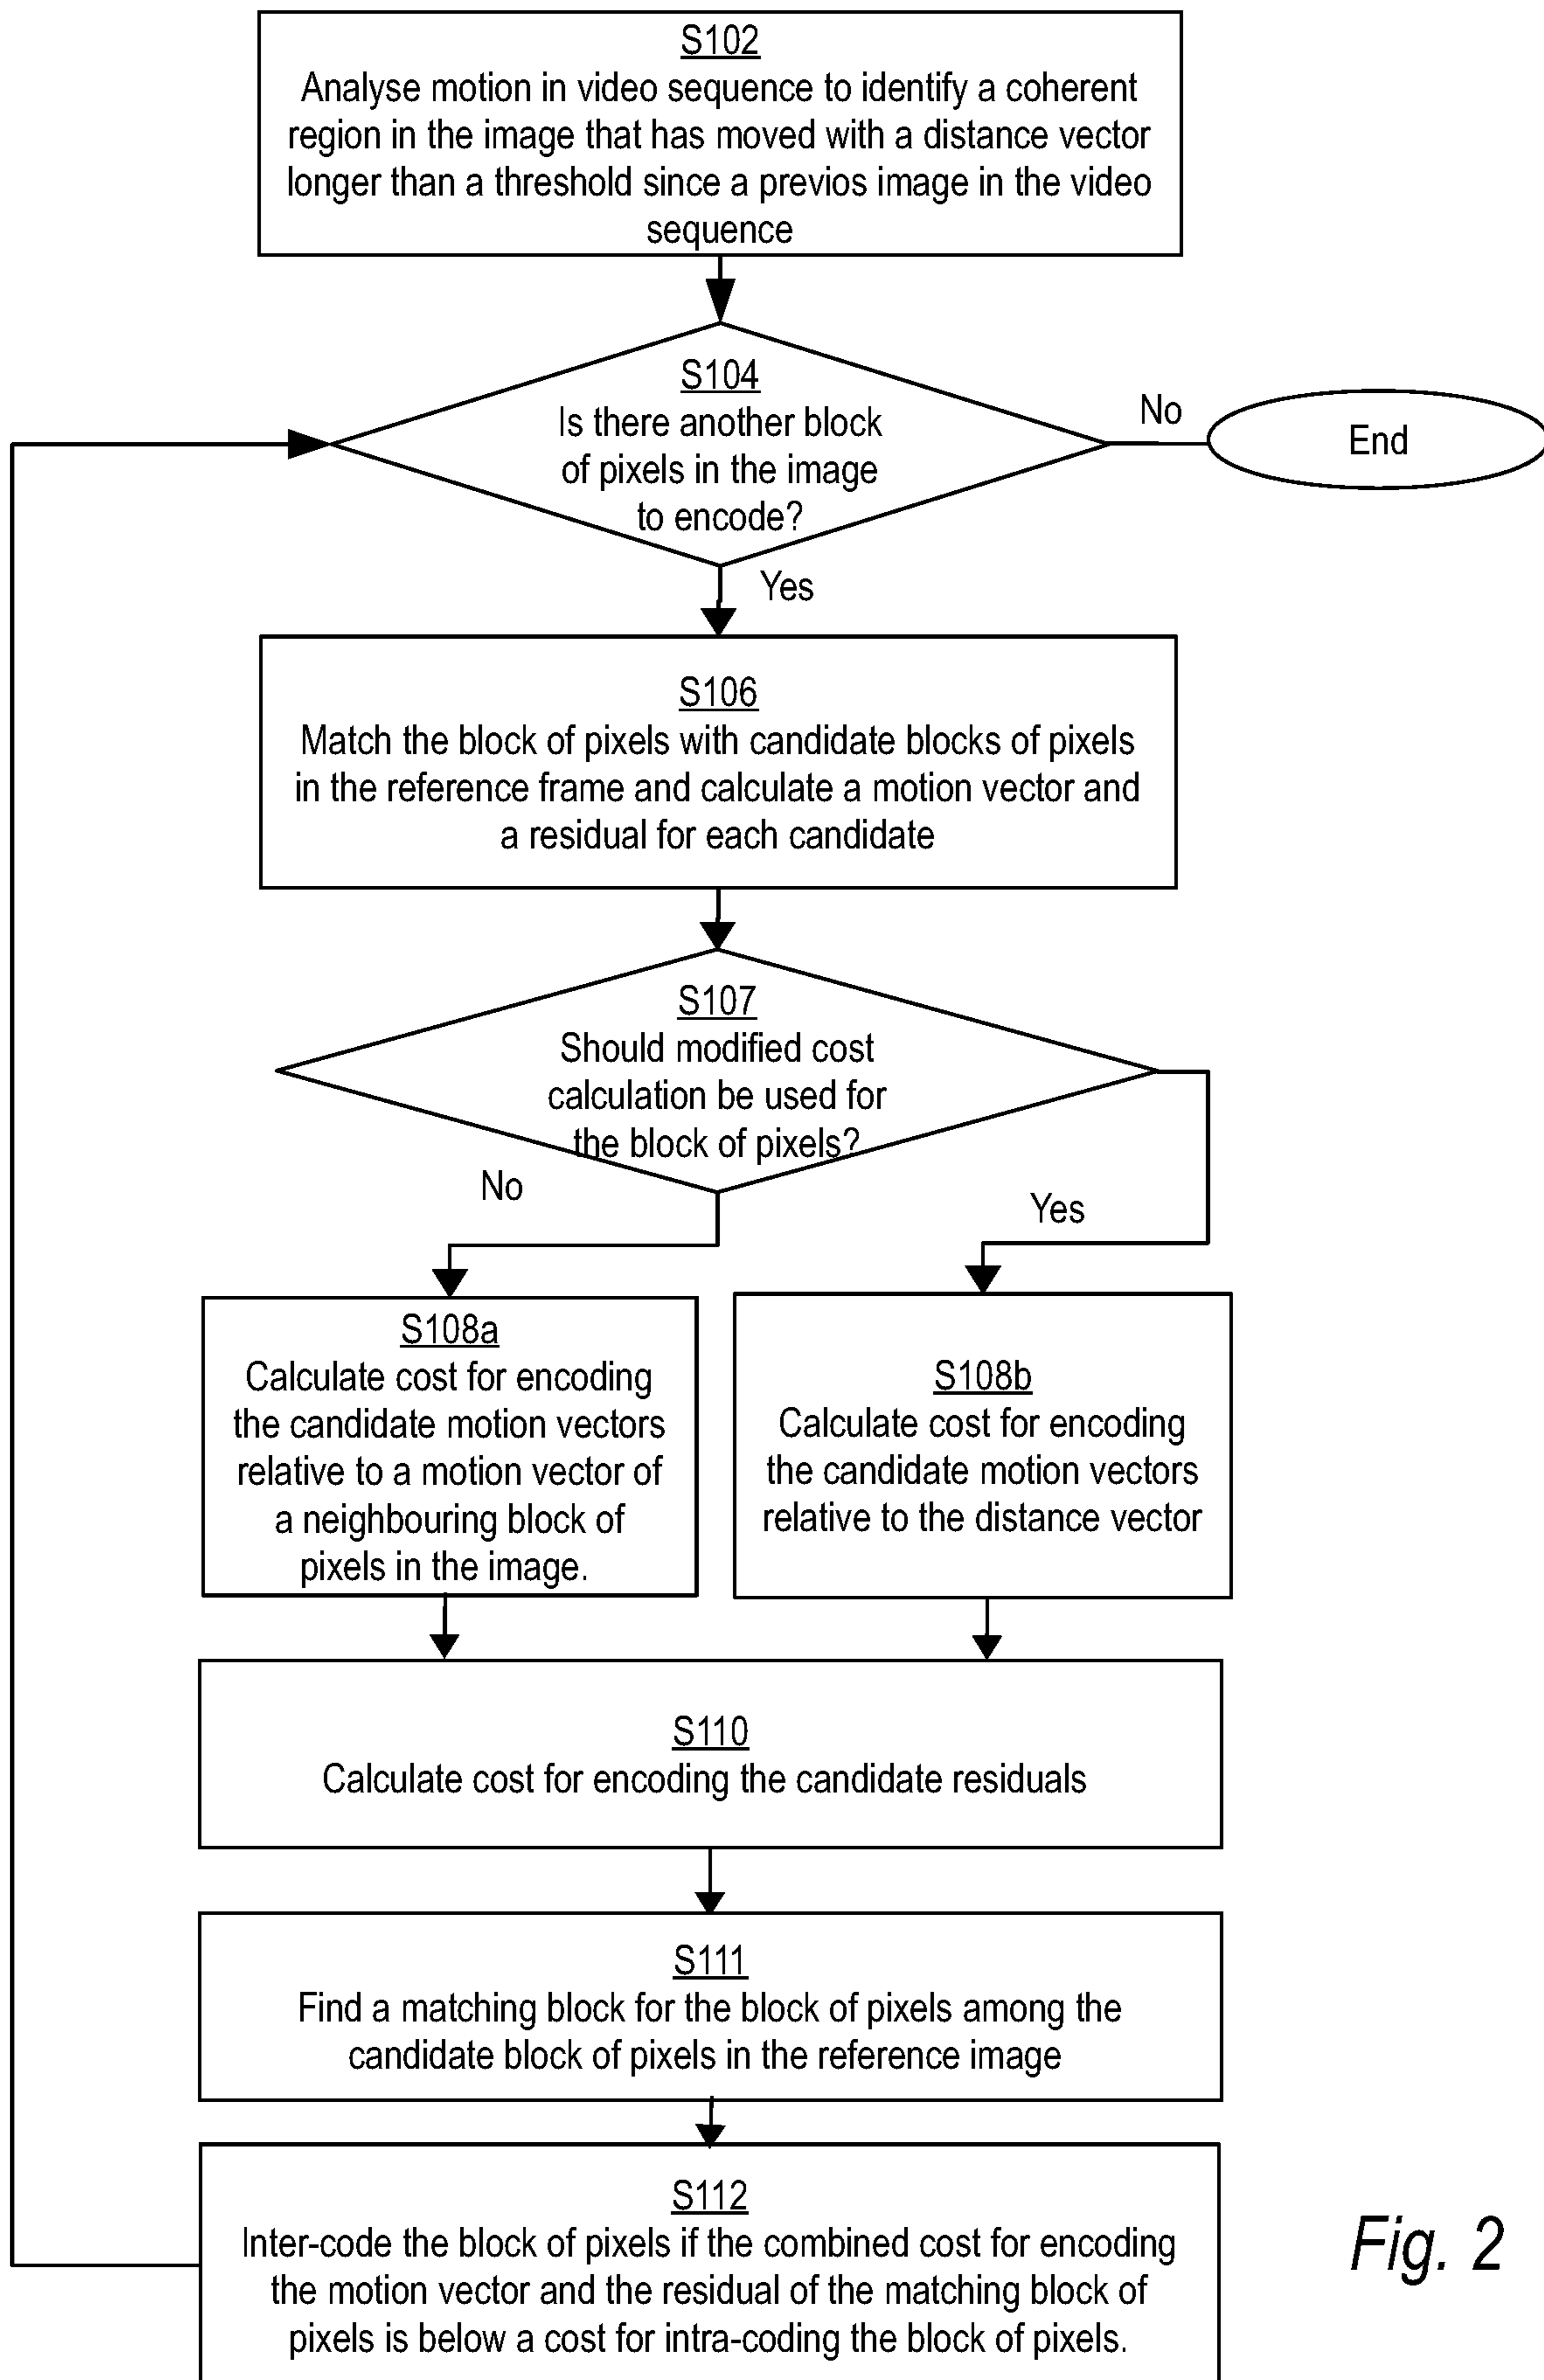 S102
Analyse motion in video sequence to identify a coherent
region in the image that has moved with a distance vector
longer than a threshold since a previos image in the video
sequence
S104
Is there another block
of pixels in the image
to encode?
No
End
Yes
S106
Match the block of pixels with candidate blocks of pixels
in the reference frame and calculate a motion vector and
a residual for each candidate
S107
Should modified cost
calculation be used for
the block of pixels?
No
Yes
S108a
Calculate cost for encoding
the candidate motion vectors
relative to a motion vector of
a neighbouring block of
pixels in the image.
S108b
Calculate cost for encoding
the candidate motion vectors
relative to the distance vector
S110
Calculate cost for encoding the candidate residuals
S111
Find a matching block for the block of pixels among the
candidate block of pixels in the reference image
S112
Inter-code the block of pixels if the combined cost for encoding
the motion vector and the residual of the matching block of
pixels is below a cost for intra-coding the block of pixels.
Fig. 2